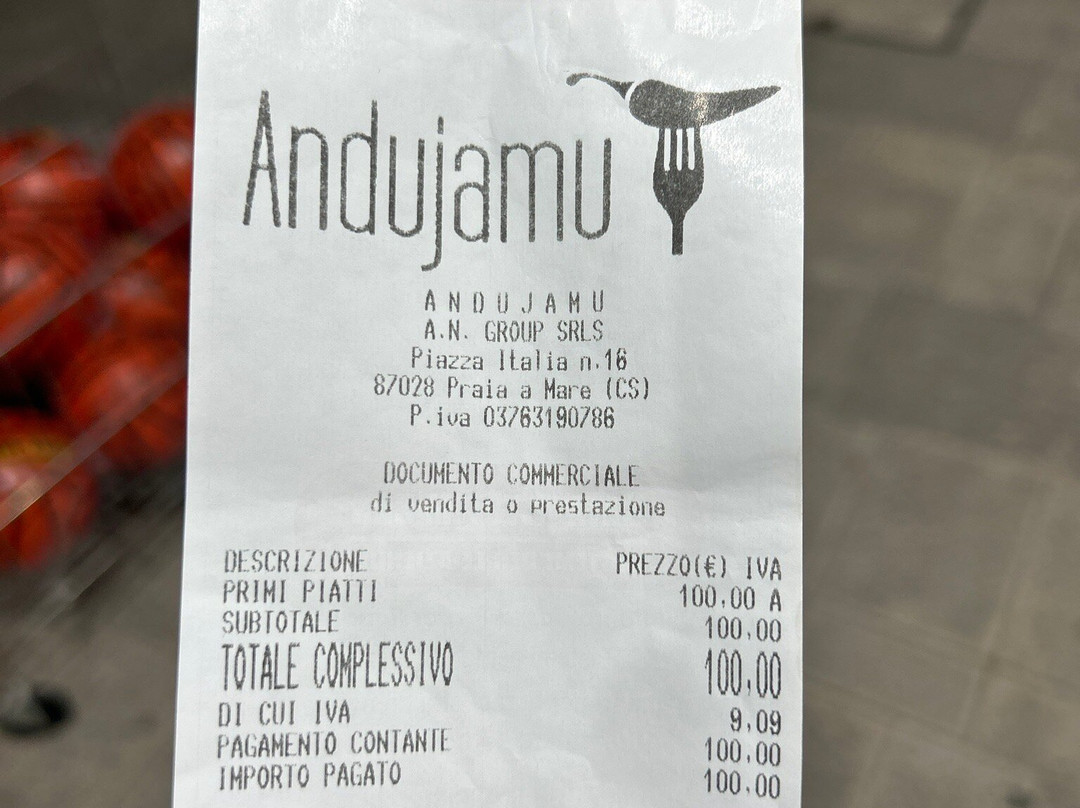 Andujamu
ANDUJAMU
A.N. GROUP SRLS
Piazza Italia n.16
87028 Praia a Mare (CS)
P.iva 03763190786
DOCUMENTO COMMERCIALE
di vendita o prestazione
DESCRIZIONE PREZZO(€) IVA
PRIMI PIATTI 100,00 A
SUBTOTALE 100,00
TOTALE COMPLESSIVO 100,00
DI CUI IVA 9,09
PAGAMENTO CONTANTE 100,00
IMPORTO PAGATO 100,00